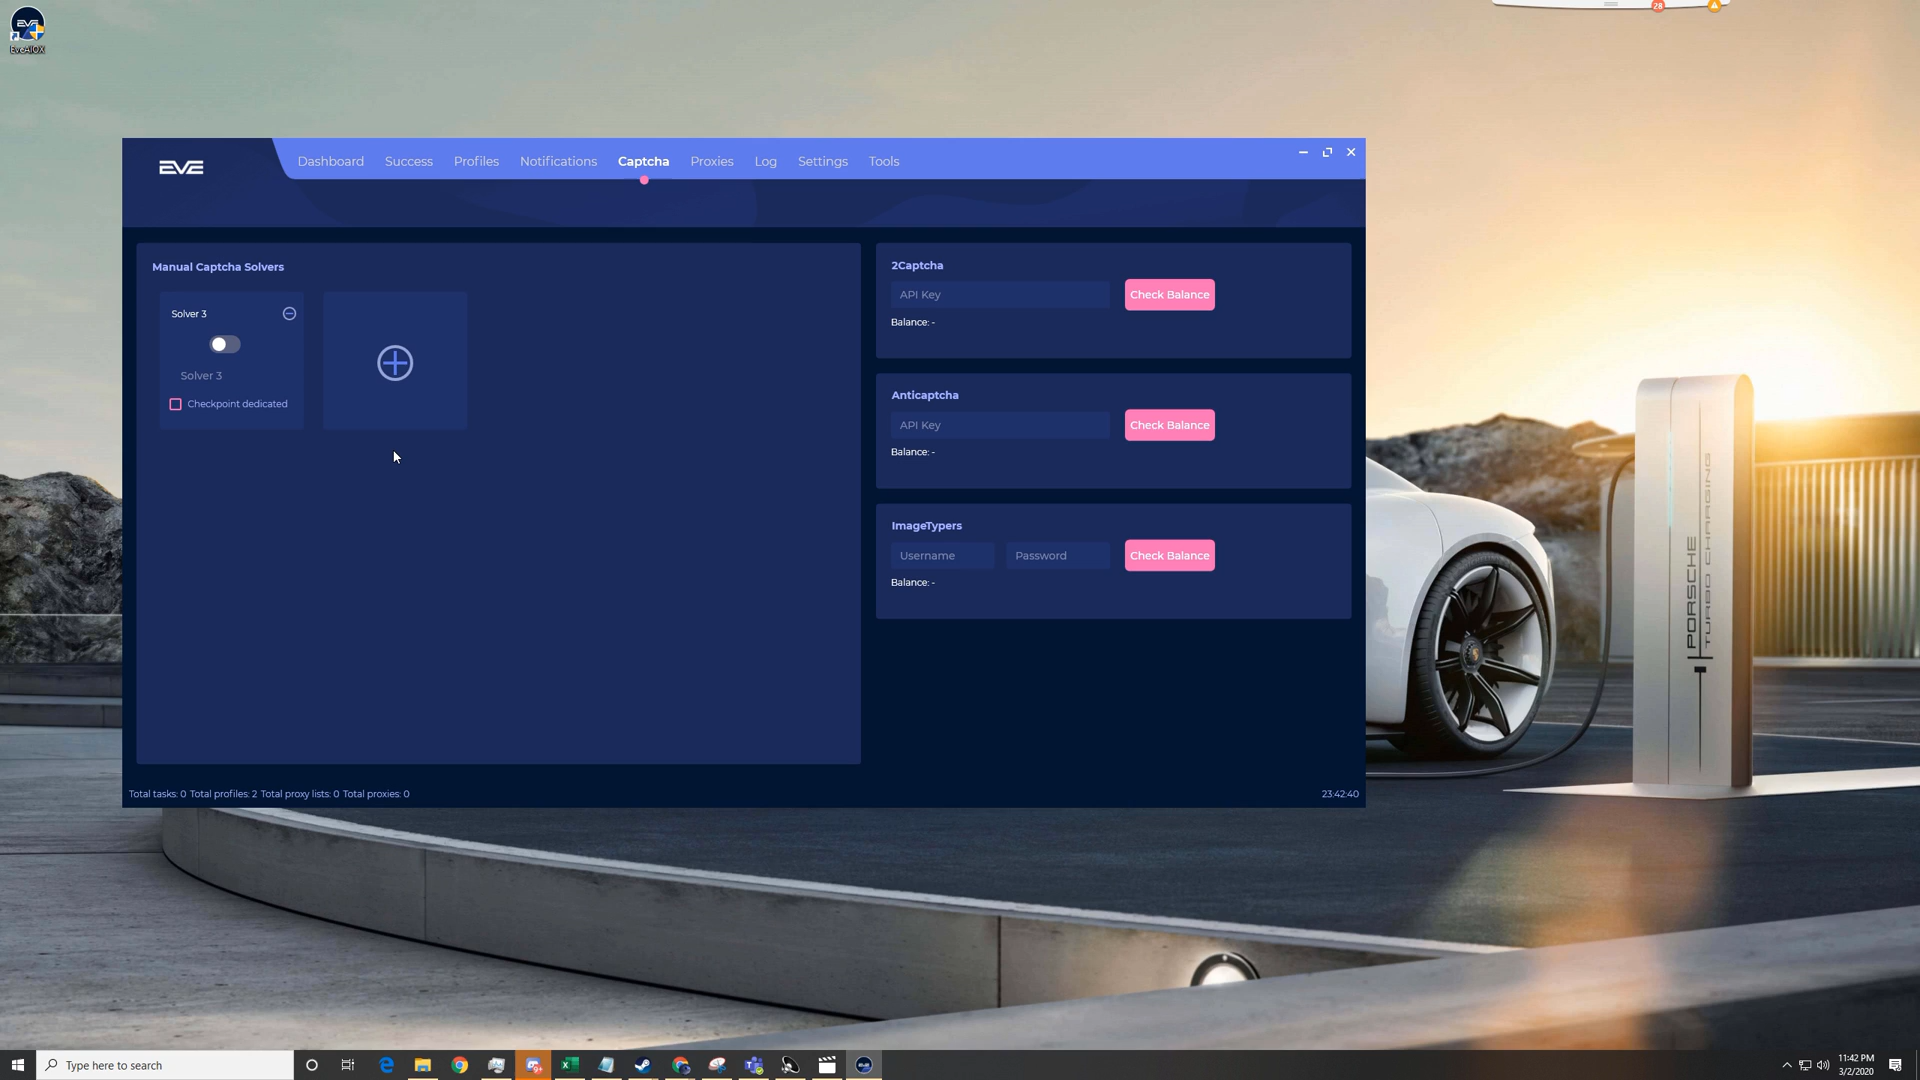 EVE
EveAIOX
28
EVE
Dashboard Success Profiles Notifications Captcha Proxies Log Settings Tools
Manual Captcha Solvers
Solver 3
Solver 3
Checkpoint dedicated
2Captcha
API Key
Check Balance
Balance: -
Anticaptcha
API Key
Check Balance
Balance: -
ImageTypers
Username
Password
Check Balance
Balance: -
Total tasks: 0 Total profiles: 2 Total proxy lists: 0 Total proxies: 0
23:42:40
PORSCHE
TURBO CHARGING
Type here to search
9+
11:42 PM
3/2/2020